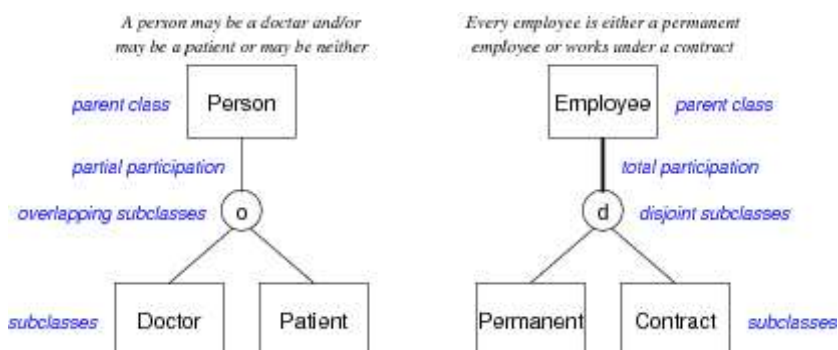 A person may be a doctar and/or
may be a patient or may be neither
Every employee is either a permanent
employee or works under a contract
parent class
Person
Employee
parent class
partial participation
total participation
overlapping subclasses
o
d
disjoint subclasses
subclasses
Doctor
Patient
Permanent
Contract
subclasses